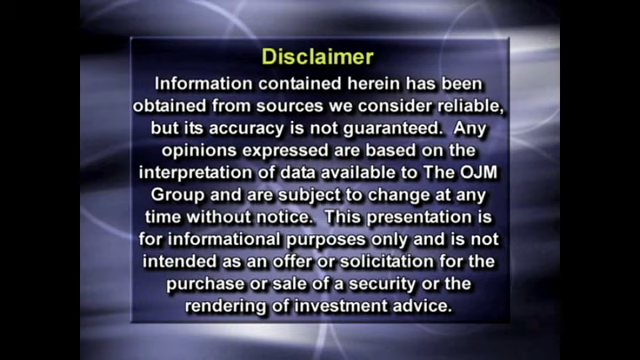 Disclaimer
Information contained herein has been
obtained from sources we consider reliable,
but its accuracy is not guaranteed.  Any
opinions expressed are based on the
interpretation of data available to The OJM
Group and are subject to change at any
time without notice.  This presentation is
for informational purposes only and is not
intended as an offer or solicitation for the
purchase or sale of a security or the
rendering of investment advice.